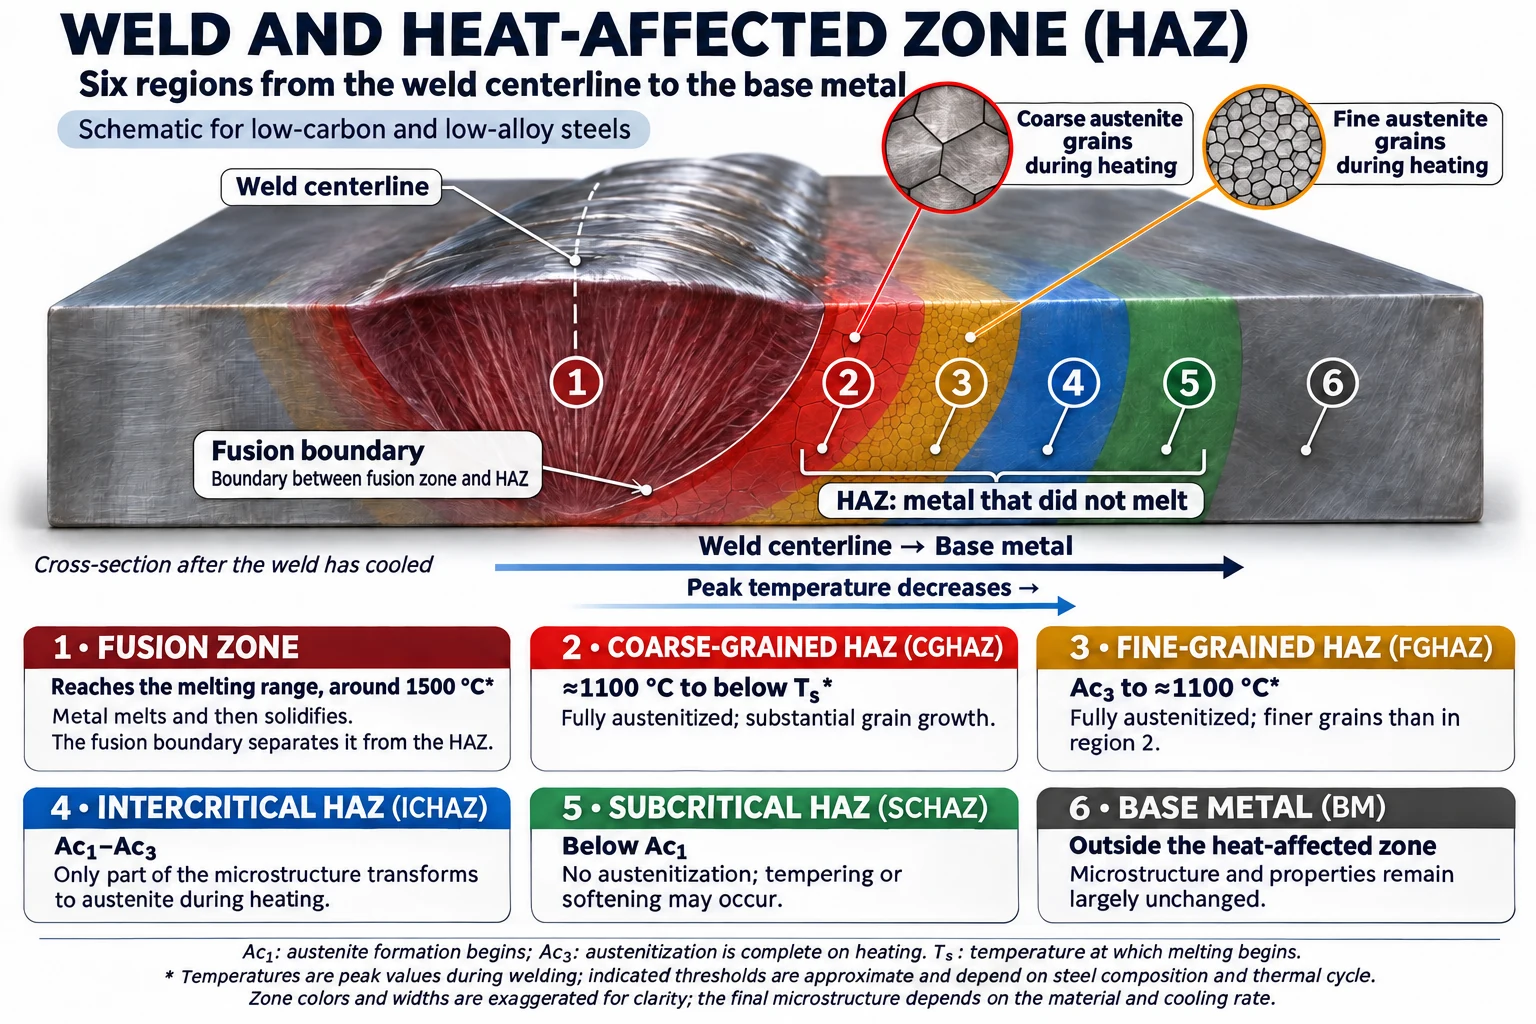 WELD AND HEAT-AFFECTED ZONE (HAZ)
Six regions from the weld centerline to the base metal
Schematic for low-carbon and low-alloy steels
Coarse austenite
grains
during heating
Fine austenite
grains
during heating
Weld centerline
1
2
3
4
5
6
Fusion boundary
Boundary between fusion zone and HAZ
HAZ: metal that did not melt
Cross-section after the weld has cooled
Weld centerline → Base metal
Peak temperature decreases →
1 • FUSION ZONE
Reaches the melting range, around 1500 °C*
Metal melts and then solidifies.
The fusion boundary separates it from the HAZ.
2 • COARSE-GRAINED HAZ (CGHAZ)
≈1100 °C to below Tₛ*
Fully austenitized; substantial grain growth.
3 • FINE-GRAINED HAZ (FGHAZ)
Ac₃ to ≈1100 °C*
Fully austenitized; finer grains than in
region 2.
4 • INTERCRITICAL HAZ (ICHAZ)
Ac₁–Ac₃
Only part of the microstructure transforms
to austenite during heating.
5 • SUBCRITICAL HAZ (SCHAZ)
Below Ac₁
No austenitization; tempering or
softening may occur.
6 • BASE METAL (BM)
Outside the heat-affected zone
Microstructure and properties remain
largely unchanged.
Ac₁: austenite formation begins; Ac₃: austenitization is complete on heating. Tₛ : temperature at which melting begins.
* Temperatures are peak values during welding; indicated thresholds are approximate and depend on steel composition and thermal cycle.
Zone colors and widths are exaggerated for clarity; the final microstructure depends on the material and cooling rate.